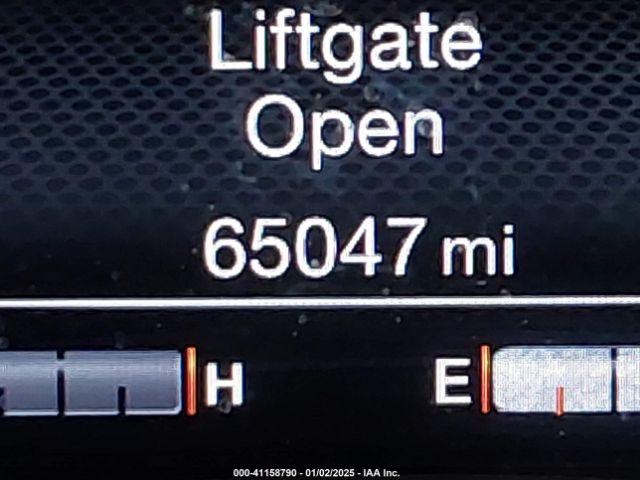 Liftgate
Open
65047 mi
H E
000-41158790 - 01/02/2025 - IAA Inc.